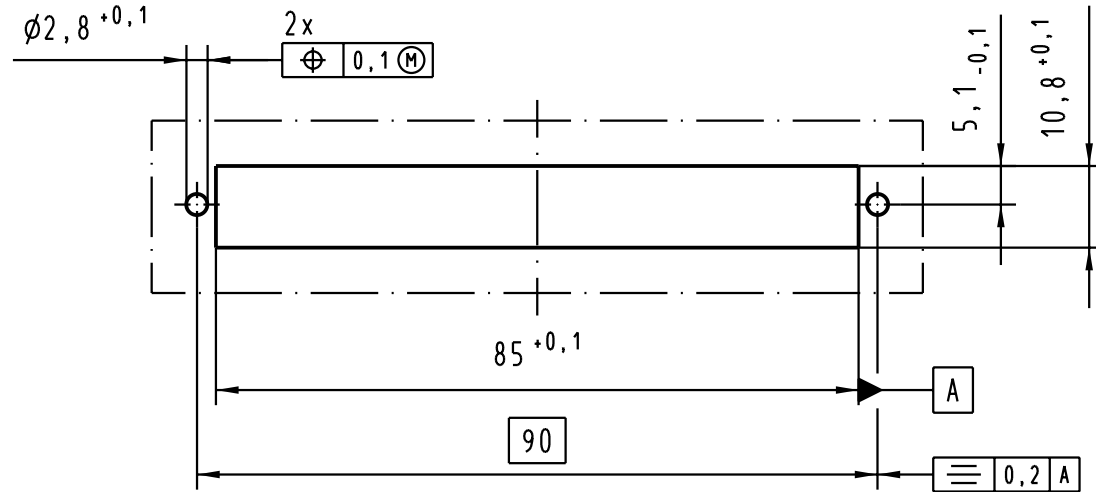 Ø2,8 +0,1
2x
⌖ 0,1 Ⓜ
5,1 -0,1
10,8 +0,1
85 +0,1
A
90
⌯ 0,2 A